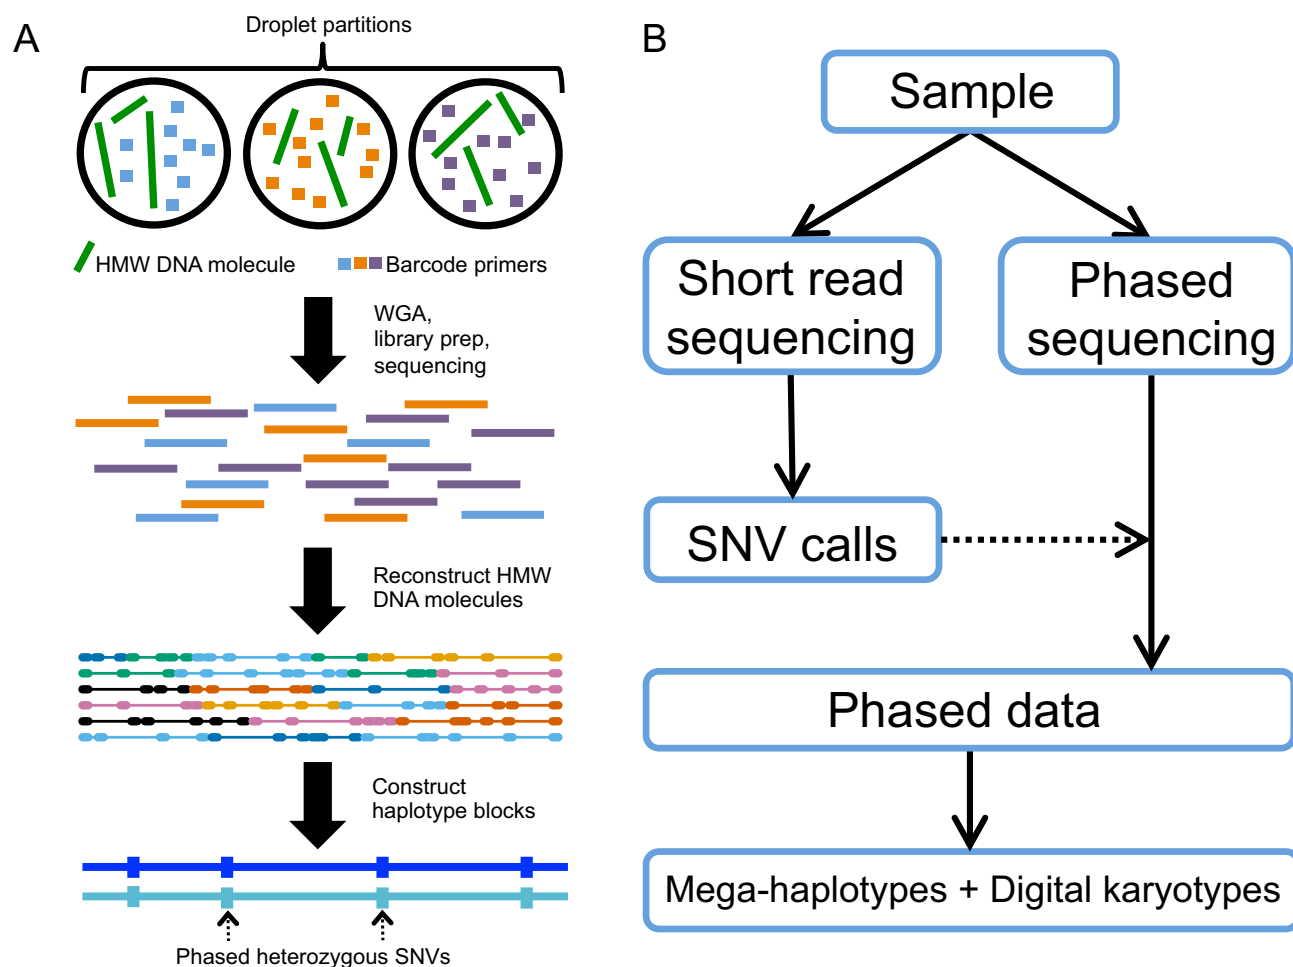 A
Droplet partitions
HMW DNA molecule
Barcode primers
WGA,
library prep,
sequencing
Reconstruct HMW
DNA molecules
Construct
haplotype blocks
Phased heterozygous SNVs
B
Sample
Short read
sequencing
Phased
sequencing
SNV calls
Phased data
Mega-haplotypes + Digital karyotypes